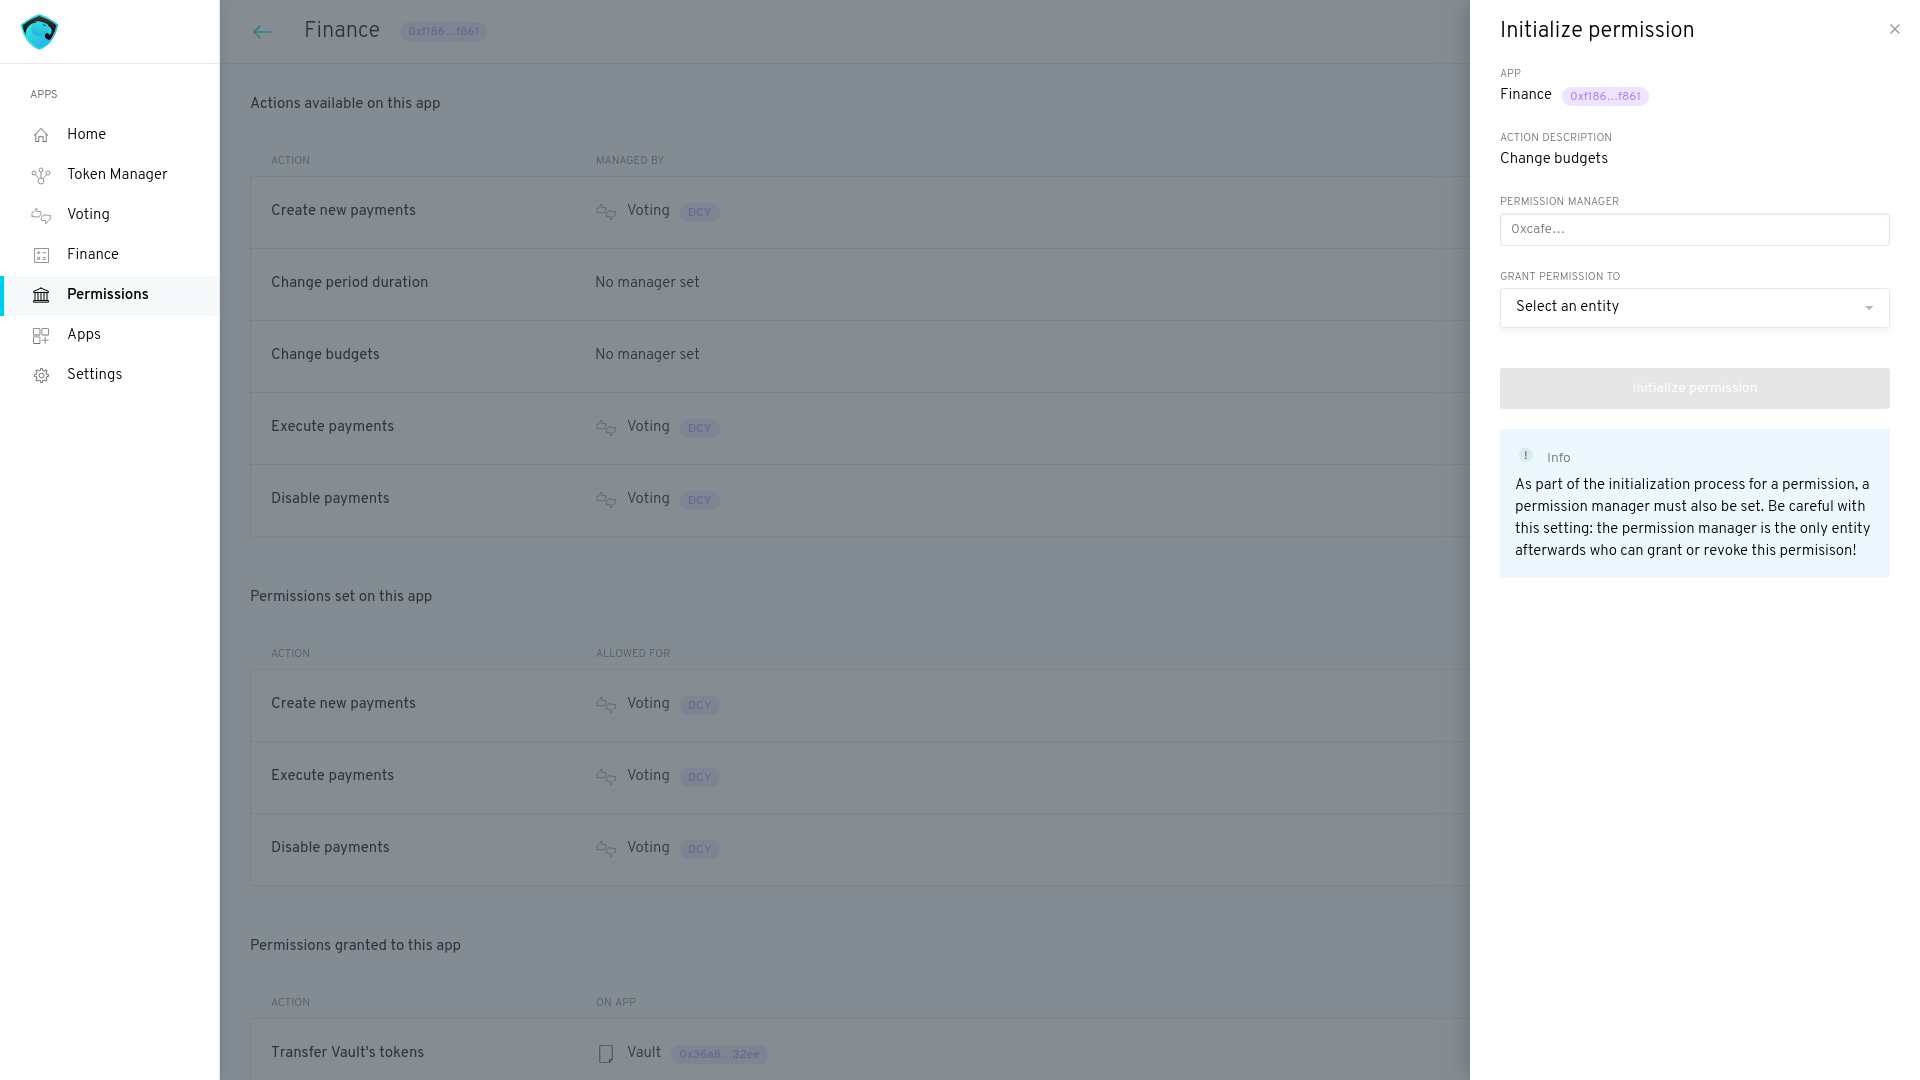 APPS
Home
Token Manager
Voting
Finance
Permissions
Apps
Settings
Finance 0xf186...f861
Actions available on this app
ACTION MANAGED BY
Create new payments Voting DCY
Change period duration No manager set
Change budgets No manager set
Execute payments Voting DCY
Disable payments Voting DCY
Permissions set on this app
ACTION ALLOWED FOR
Create new payments Voting DCY
Execute payments Voting DCY
Disable payments Voting DCY
Permissions granted to this app
ACTION ON APP
Transfer Vault's tokens Vault 0x36a8...32ee
Initialize permission
APP
Finance 0xf186...f861
ACTION DESCRIPTION
Change budgets
PERMISSION MANAGER
0xcafe...
GRANT PERMISSION TO
Select an entity
Initialize permission
! Info
As part of the initialization process for a permission, a
permission manager must also be set. Be careful with
this setting: the permission manager is the only entity
afterwards who can grant or revoke this permisison!